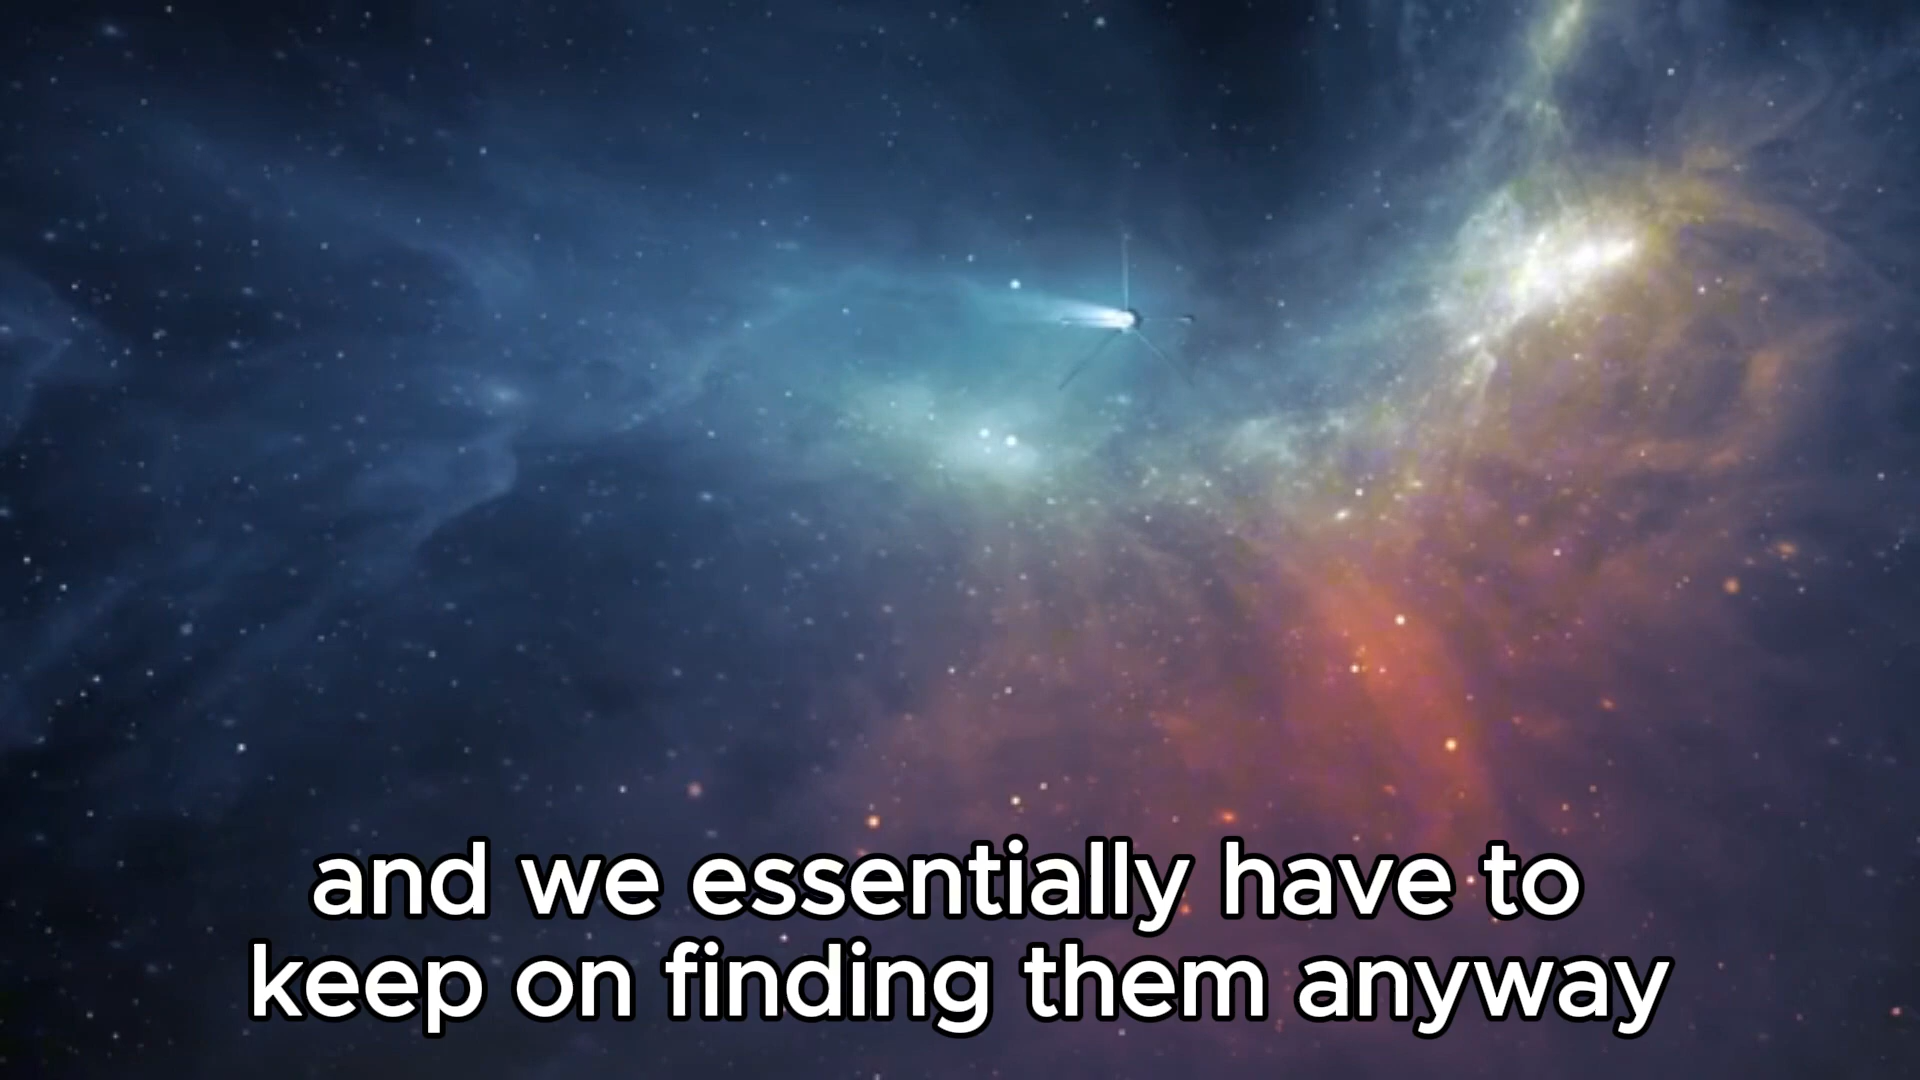 and we essentially have to
keep on finding them anyway